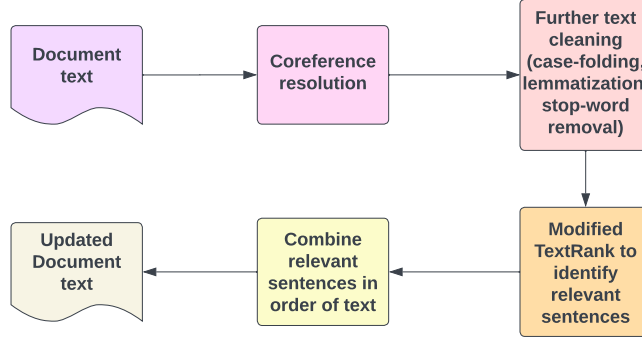 Document
text
Coreference
resolution
Further text
cleaning
(case-folding,
lemmatization,
stop-word
removal)
Updated
Document
text
Combine
relevant
sentences in
order of text
Modified
TextRank to
identify
relevant
sentences